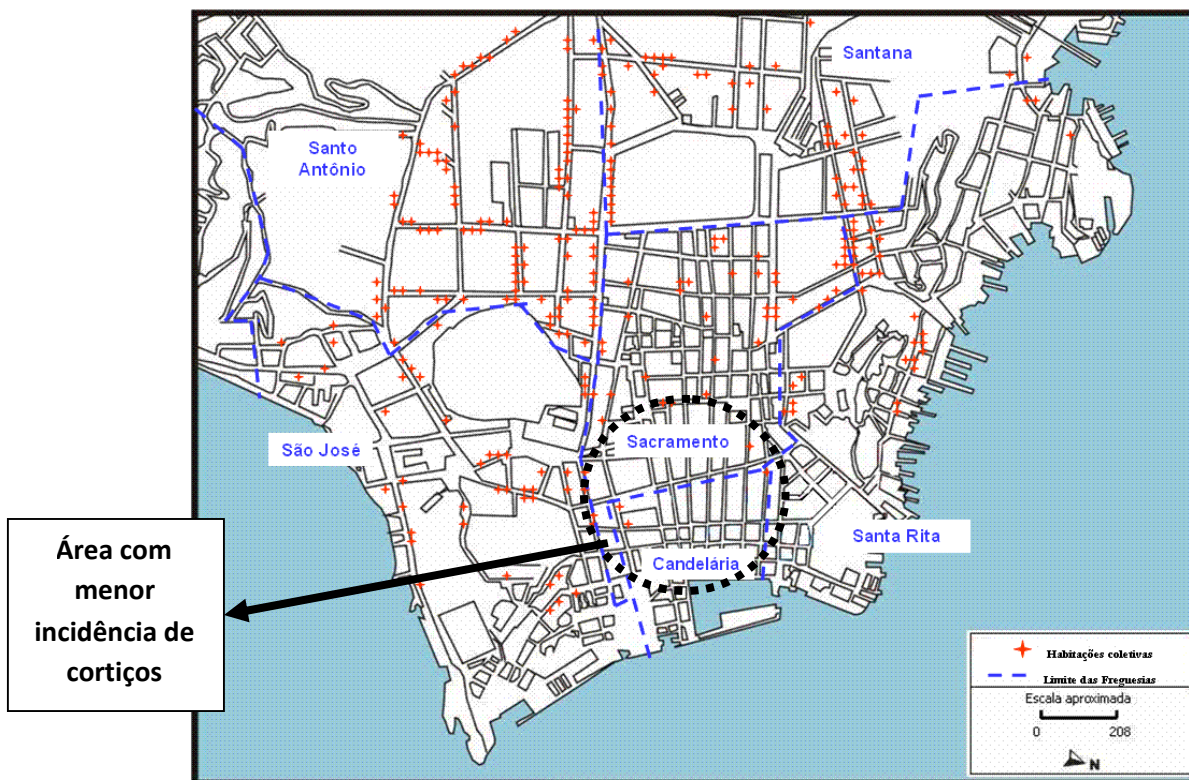 Santana
Santo
Antônio
São José
Sacramento
Santa Rita
Candelária
Área com
menor
incidência de
cortiços
Habitações coletivas
Limite das Freguesias
Escala aproximada
0 208
N